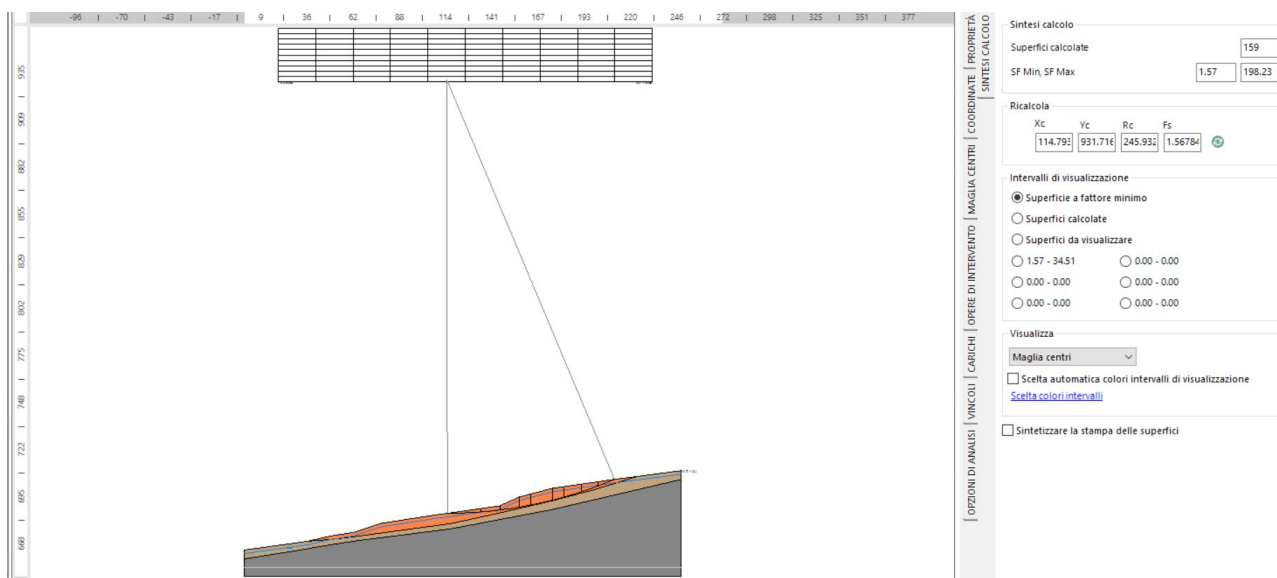 -96 | -70 | -43 | -17 | 9 | 36 | 62 | 88 | 114 | 141 | 167 | 193 | 220 | 246 | 272 | 298 | 325 | 351 | 377
935
909
882
855
829
802
775
748
722
695
668
OPZIONI DI ANALISI | VINCOLI | CARICHI | OPERE DI INTERVENTO | MAGLIA CENTRI | COORDINATE | PROPRIETÀ
SINTESI CALCOLO
Sintesi calcolo
Superfici calcolate 159
SF Min, SF Max 1.57 198.23
Ricalcola
Xc Yc Rc Fs
114.793 931.716 245.932 1.56784
Intervalli di visualizzazione
Superficie a fattore minimo
Superfici calcolate
Superfici da visualizzare
1.57 - 34.51 0.00 - 0.00
0.00 - 0.00 0.00 - 0.00
0.00 - 0.00 0.00 - 0.00
Visualizza
Maglia centri
Scelta automatica colori intervalli di visualizzazione
Scelta colori intervalli
Sintetizzare la stampa delle superfici